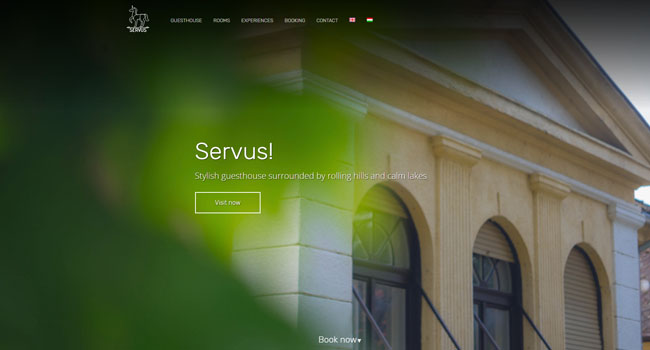 SERVUS
GUESTHOUSE ROOMS EXPERIENCES BOOKING CONTACT
Servus!
Stylish guesthouse surrounded by rolling hills and calm lakes
Visit now
Book now▾